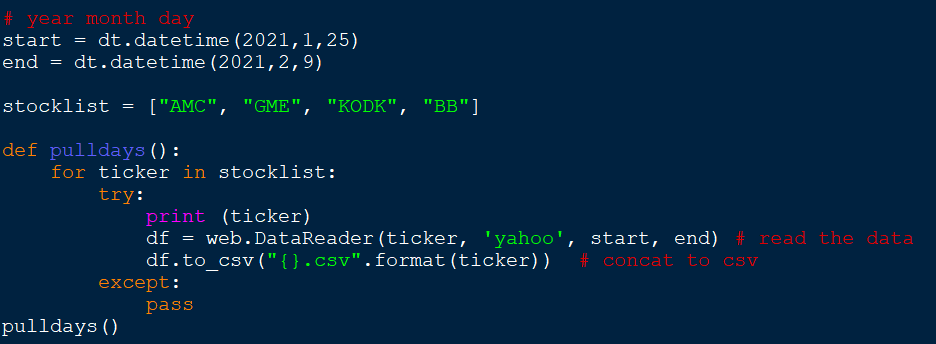 # year month day
start = dt.datetime(2021,1,25)
end = dt.datetime(2021,2,9)
stocklist = ["AMC", "GME", "KODK", "BB"]
def pulldays():
    for ticker in stocklist:
        try:
            print (ticker)
            df = web.DataReader(ticker, 'yahoo', start, end) # read the data
            df.to_csv("{}.csv".format(ticker))  # concat to csv
        except:
            pass
pulldays()